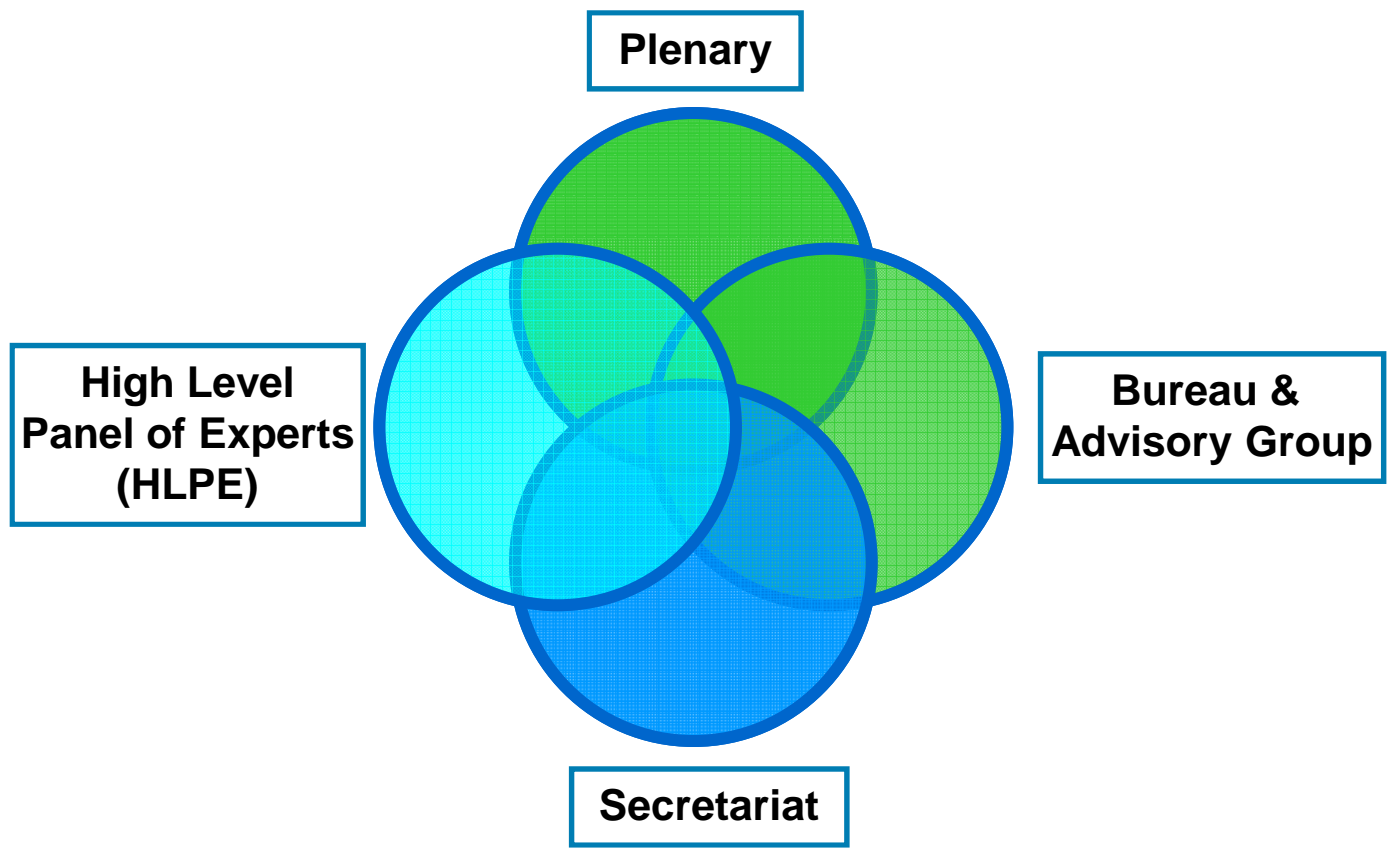 Plenary
High Level
Panel of Experts
(HLPE)
Bureau &
Advisory Group
Secretariat